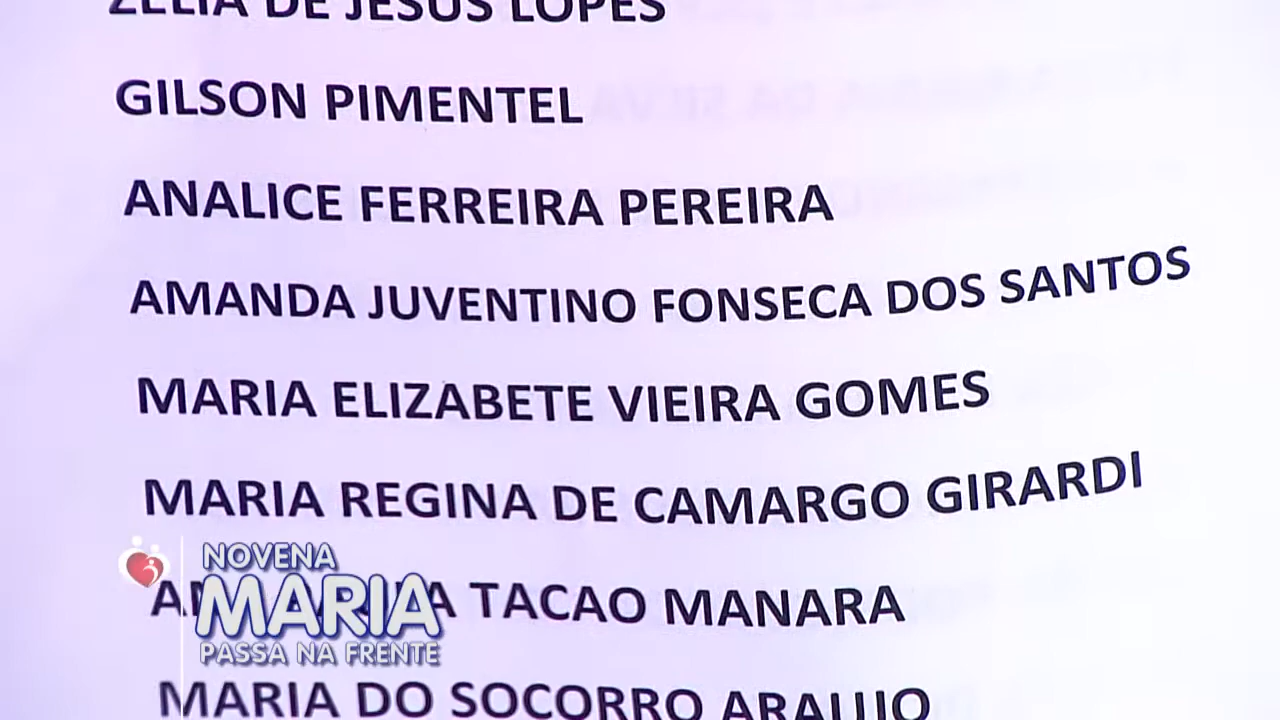 ZÉLIA DE JESUS LOPES
GILSON PIMENTEL
ANALICE FERREIRA PEREIRA
AMANDA JUVENTINO FONSECA DOS SANTOS
MARIA ELIZABETE VIEIRA GOMES
MARIA REGINA DE CAMARGO GIRARDI
TACAO MANARA
MARIA DO SOCORRO ARAUJO
NOVENA
MARIA
PASSA NA FRENTE